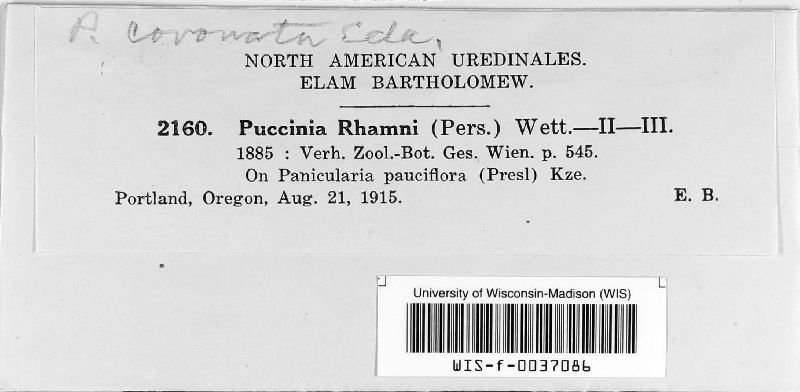 P. coronata Cda.
NORTH AMERICAN UREDINALES.
ELAM BARTHOLOMEW.
2160. Puccinia Rhamni (Pers.) Wett.—II—III.
1885 : Verh. Zool.-Bot. Ges. Wien. p. 545.
On Panicularia pauciflora (Presl) Kze.
Portland, Oregon, Aug. 21, 1915. E. B.
University of Wisconsin-Madison (WIS)
WIS-f-0037086